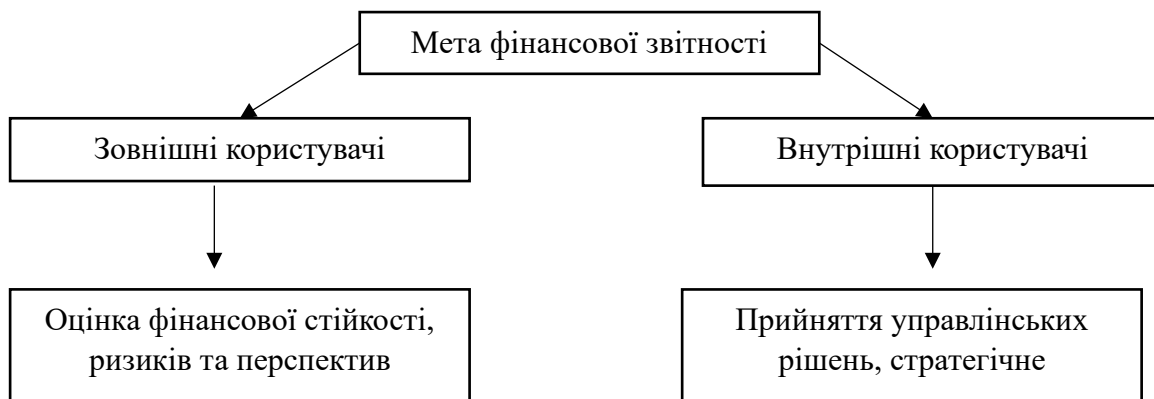 Мета фінансової звітності
Зовнішні користувачі
Внутрішні користувачі
Оцінка фінансової стійкості,
ризиків та перспектив
Прийняття управлінських
рішень, стратегічне